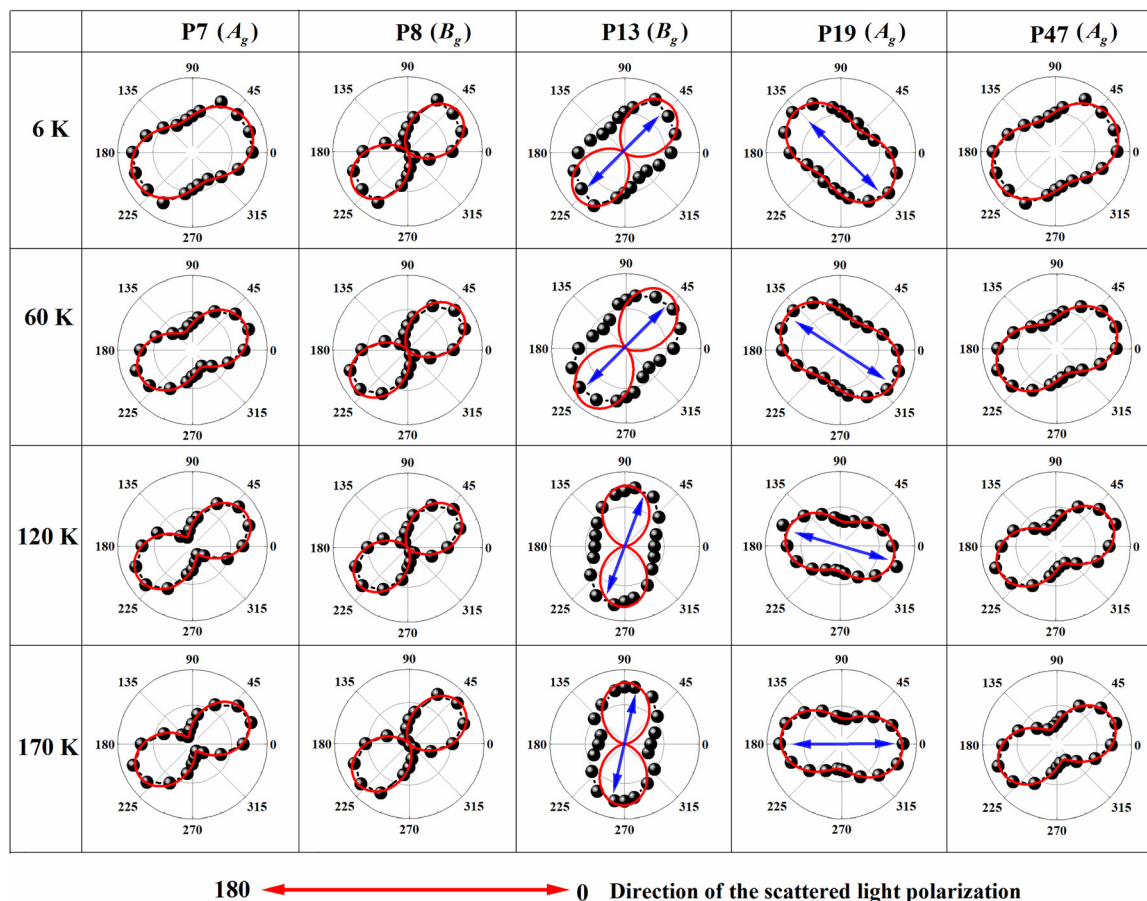 P7 (A_g) P8 (B_g) P13 (B_g) P19 (A_g) P47 (A_g)
6 K
90 90 90 90 90
135 45 135 45 135 45 135 45 135 45
180 0 180 0 180 0 180 0 180 0
225 315 225 315 225 315 225 315 225 315
270 270 270 270 270
60 K
90 90 90 90 90
135 45 135 45 135 45 135 45 135 45
180 0 180 0 180 0 180 0 180 0
225 315 225 315 225 315 225 315 225 315
270 270 270 270 270
120 K
90 90 90 90 90
135 45 135 45 135 45 135 45 135 45
180 0 180 0 180 0 180 0 180 0
225 315 225 315 225 315 225 315 225 315
270 270 270 270 270
170 K
90 90 90 90 90
135 45 135 45 135 45 135 45 135 45
180 0 180 0 180 0 180 0 180 0
225 315 225 315 225 315 225 315 225 315
270 270 270 270 270
180 0 Direction of the scattered light polarization